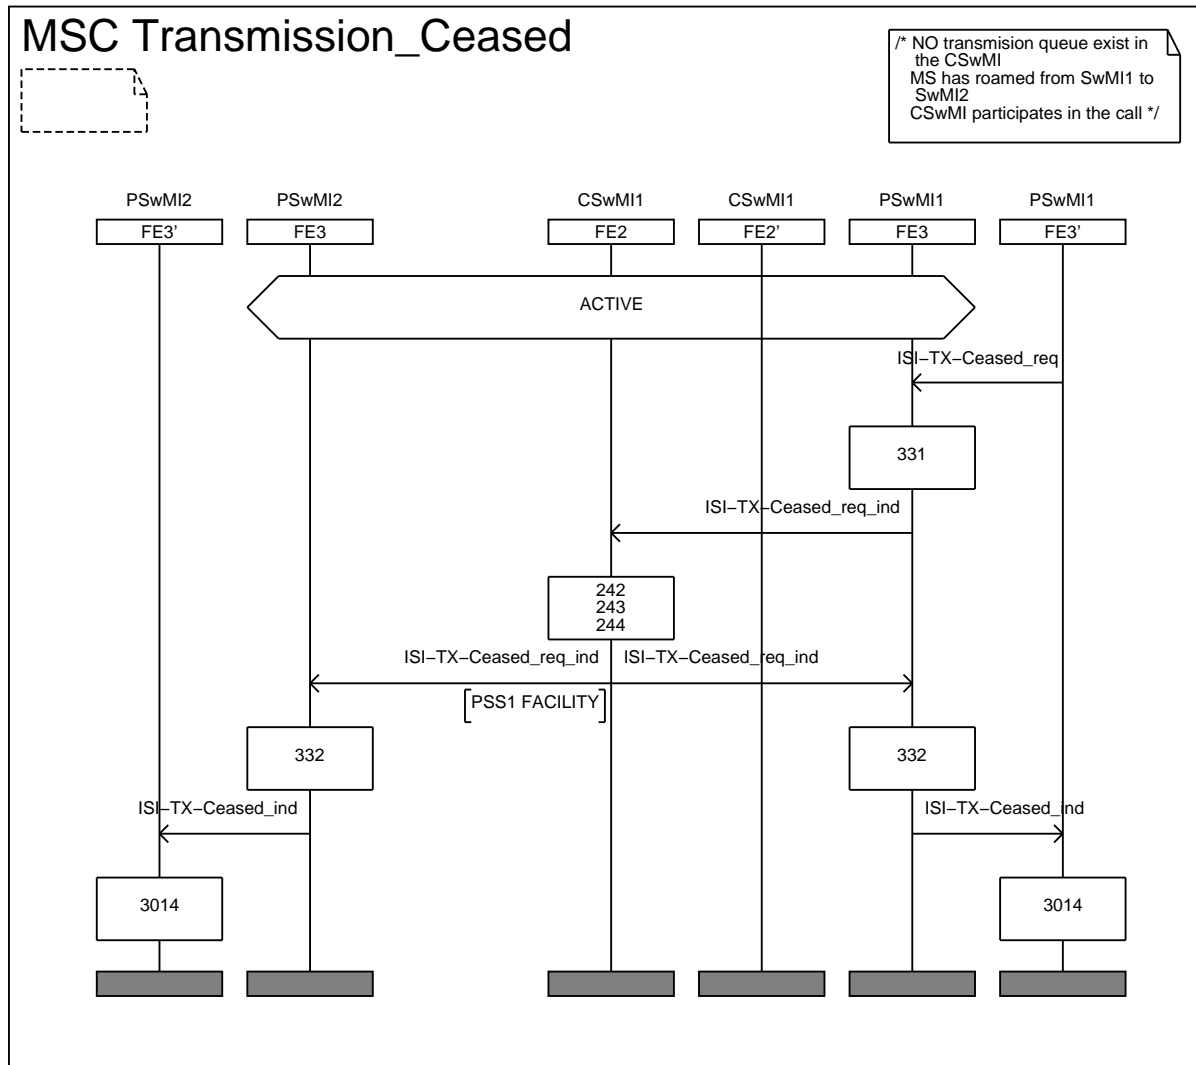 MSC Transmission_Ceased
/* NO transmision queue exist in
the CSwMI
MS has roamed from SwMI1 to
SwMI2
CSwMI participates in the call */
PSwMI2 PSwMI2 CSwMI1 CSwMI1 PSwMI1 PSwMI1
FE3' FE3 FE2 FE2' FE3 FE3'
ACTIVE
ISI–TX–Ceased_req
331
ISI–TX–Ceased_req_ind
242
243
244
ISI–TX–Ceased_req_ind ISI–TX–Ceased_req_ind
PSS1 FACILITY
332 332
ISI–TX–Ceased_ind ISI–TX–Ceased_ind
3014 3014